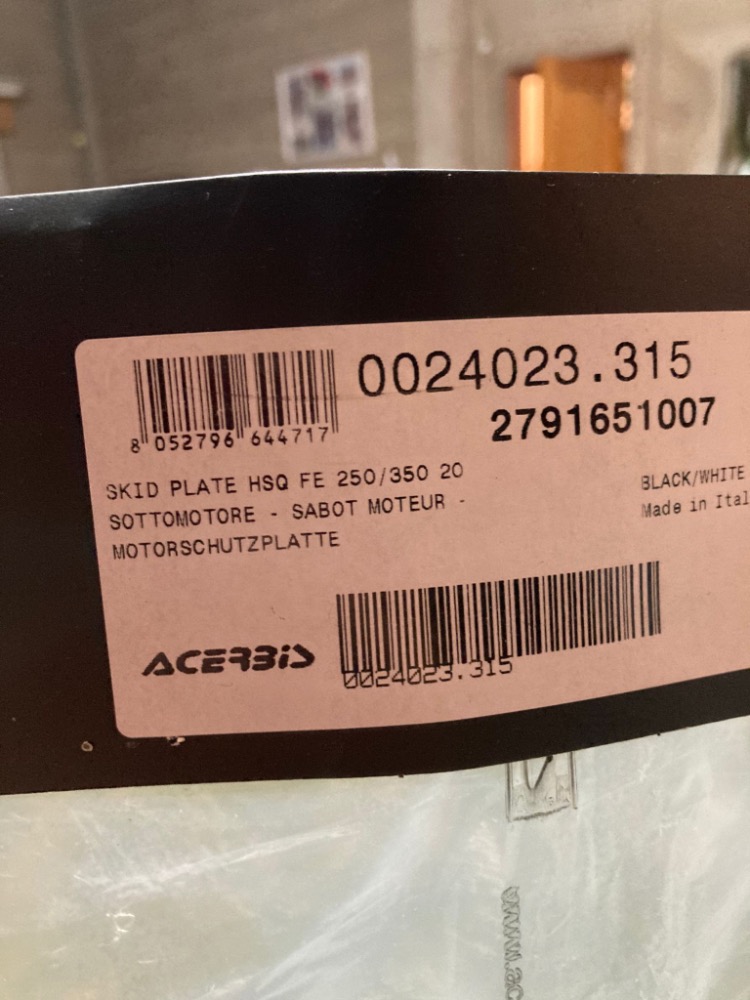 0024023.315
2791651007
8 052796 644717
SKID PLATE HSQ FE 250/350 20
SOTTOMOTORE - SABOT MOTEUR -
MOTORSCHUTZPLATTE
BLACK/WHITE
Made in Ital
ACERBIS
0024023.315